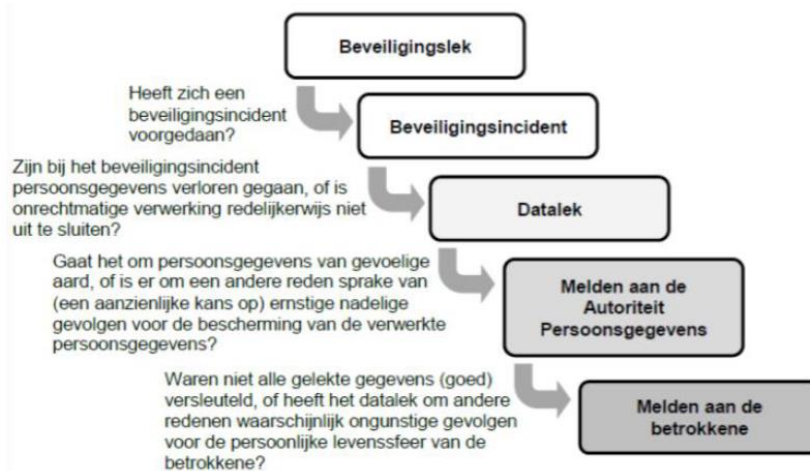 Beveiligingslek
Heeft zich een
beveiligingsincident
voorgedaan?
Beveiligingsincident
Zijn bij het beveiligingsincident
persoonsgegevens verloren gegaan, of is
onrechtmatige verwerking redelijkerwijs niet
uit te sluiten?
Datalek
Gaat het om persoonsgegevens van gevoelige
aard, of is er om een andere reden sprake van
(een aanzienlijke kans op) ernstige nadelige
gevolgen voor de bescherming van de verwerkte
persoonsgegevens?
Melden aan de
Autoriteit
Persoonsgegevens
Waren niet alle gelekte gegevens (goed)
versleuteld, of heeft het datalek om andere
redenen waarschijnlijk ongunstige gevolgen
voor de persoonlijke levenssfeer van de
betrokkene?
Melden aan de
betrokkene